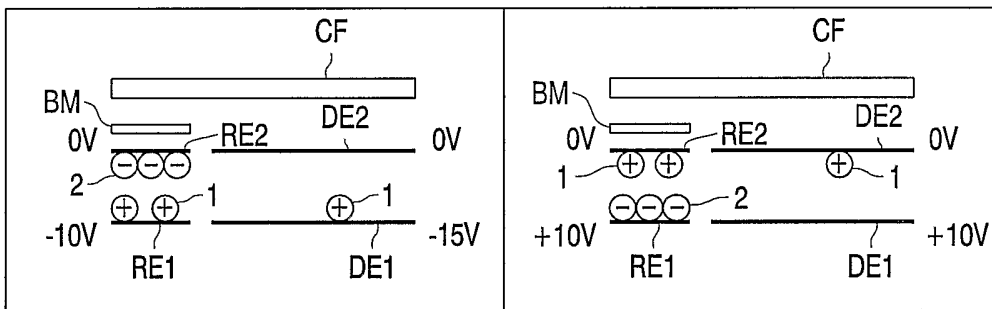 CF
BM
DE2
0V
RE2
0V
− − −
2
1
1
+ +
+
-10V
-15V
RE1
DE1
CF
BM
DE2
0V
RE2
0V
1
+ +
+
1
− − −
2
+10V
+10V
RE1
DE1